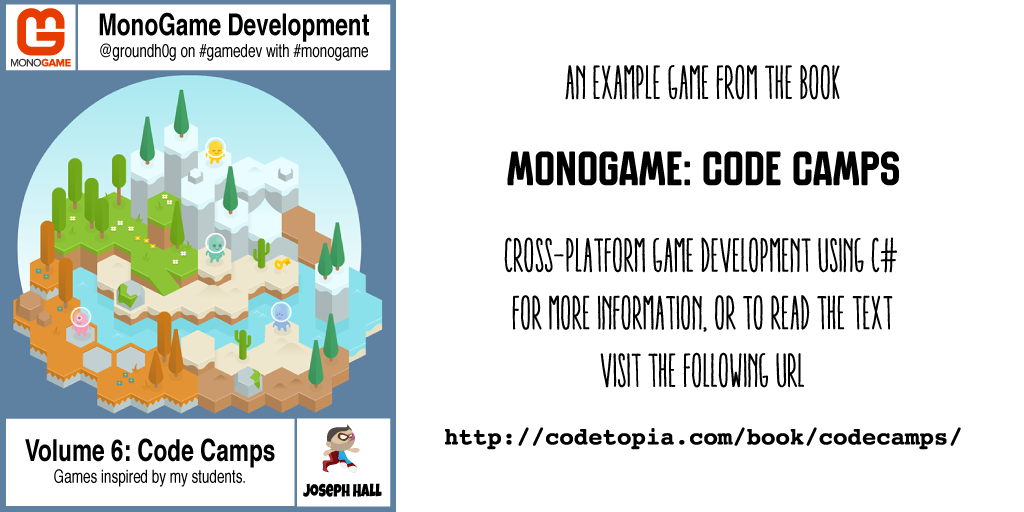 MONOGAME
MonoGame Development
@groundh0g on #gamedev with #monogame
Volume 6: Code Camps
Games inspired by my students.
JOSEPH HALL
AN EXAMPLE GAME FROM THE BOOK
MONOGAME: CODE CAMPS
CROSS-PLATFORM GAME DEVELOPMENT USING C#
FOR MORE INFORMATION, OR TO READ THE TEXT
VISIT THE FOLLOWING URL
http://codetopia.com/book/codecamps/